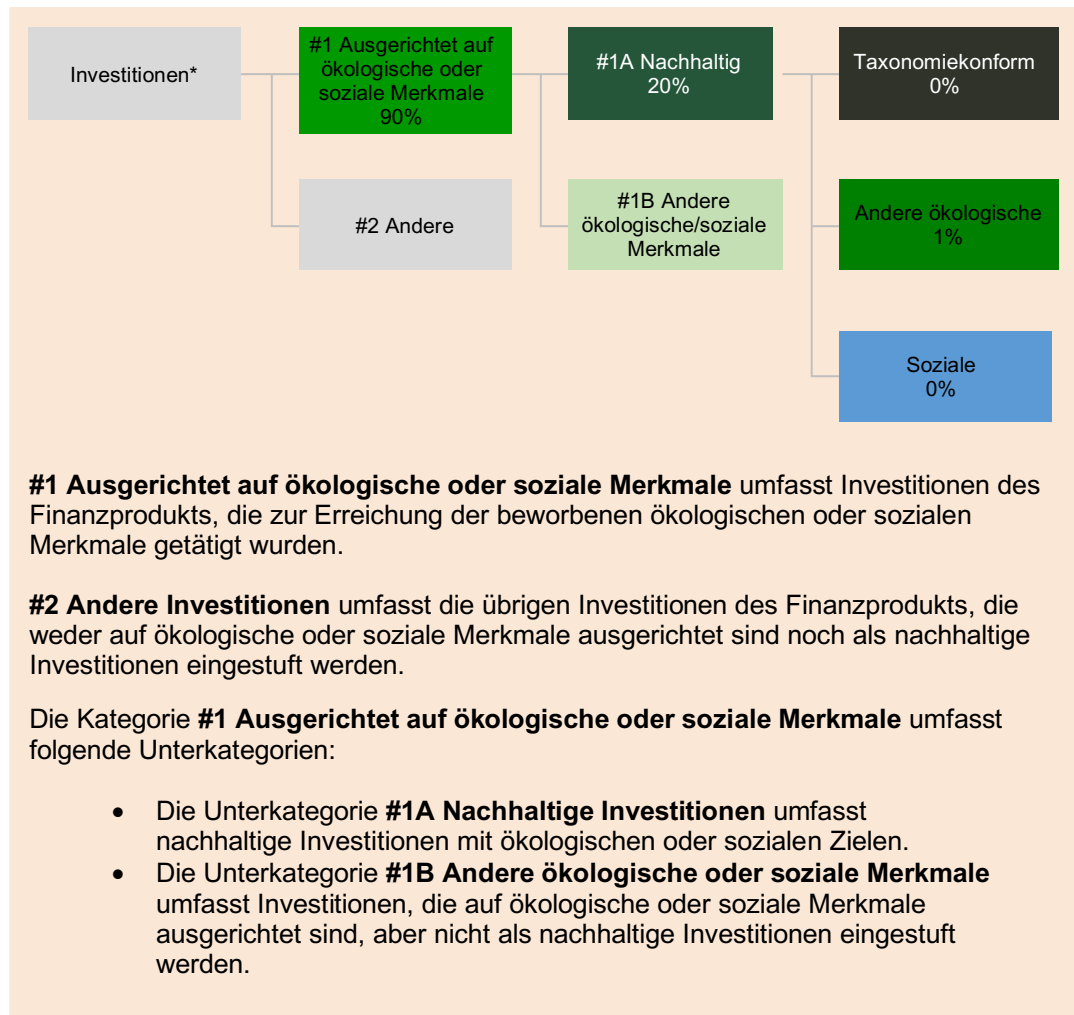 Investitionen*
#1 Ausgerichtet auf
ökologische oder
soziale Merkmale
90%
#1A Nachhaltig
20%
Taxonomiekonform
0%
#2 Andere
#1B Andere
ökologische/soziale
Merkmale
Andere ökologische
1%
Soziale
0%
#1 Ausgerichtet auf ökologische oder soziale Merkmale umfasst Investitionen des
Finanzprodukts, die zur Erreichung der beworbenen ökologischen oder sozialen
Merkmale getätigt wurden.
#2 Andere Investitionen umfasst die übrigen Investitionen des Finanzprodukts, die
weder auf ökologische oder soziale Merkmale ausgerichtet sind noch als nachhaltige
Investitionen eingestuft werden.
Die Kategorie #1 Ausgerichtet auf ökologische oder soziale Merkmale umfasst
folgende Unterkategorien:
• Die Unterkategorie #1A Nachhaltige Investitionen umfasst
nachhaltige Investitionen mit ökologischen oder sozialen Zielen.
• Die Unterkategorie #1B Andere ökologische oder soziale Merkmale
umfasst Investitionen, die auf ökologische oder soziale Merkmale
ausgerichtet sind, aber nicht als nachhaltige Investitionen eingestuft
werden.